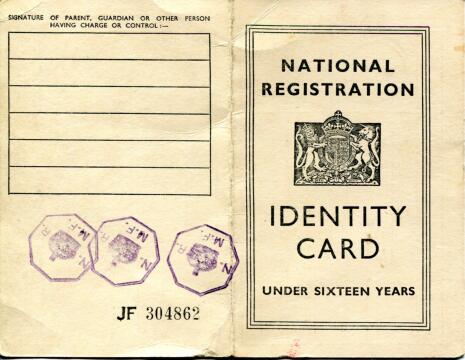 SIGNATURE OF PARENT, GUARDIAN OR OTHER PERSON
HAVING CHARGE OR CONTROL :—
N.R.
M.F.
N.R.
M.F.
N.R.
M.F.
JF 304862
NATIONAL
REGISTRATION
IDENTITY
CARD
UNDER SIXTEEN YEARS